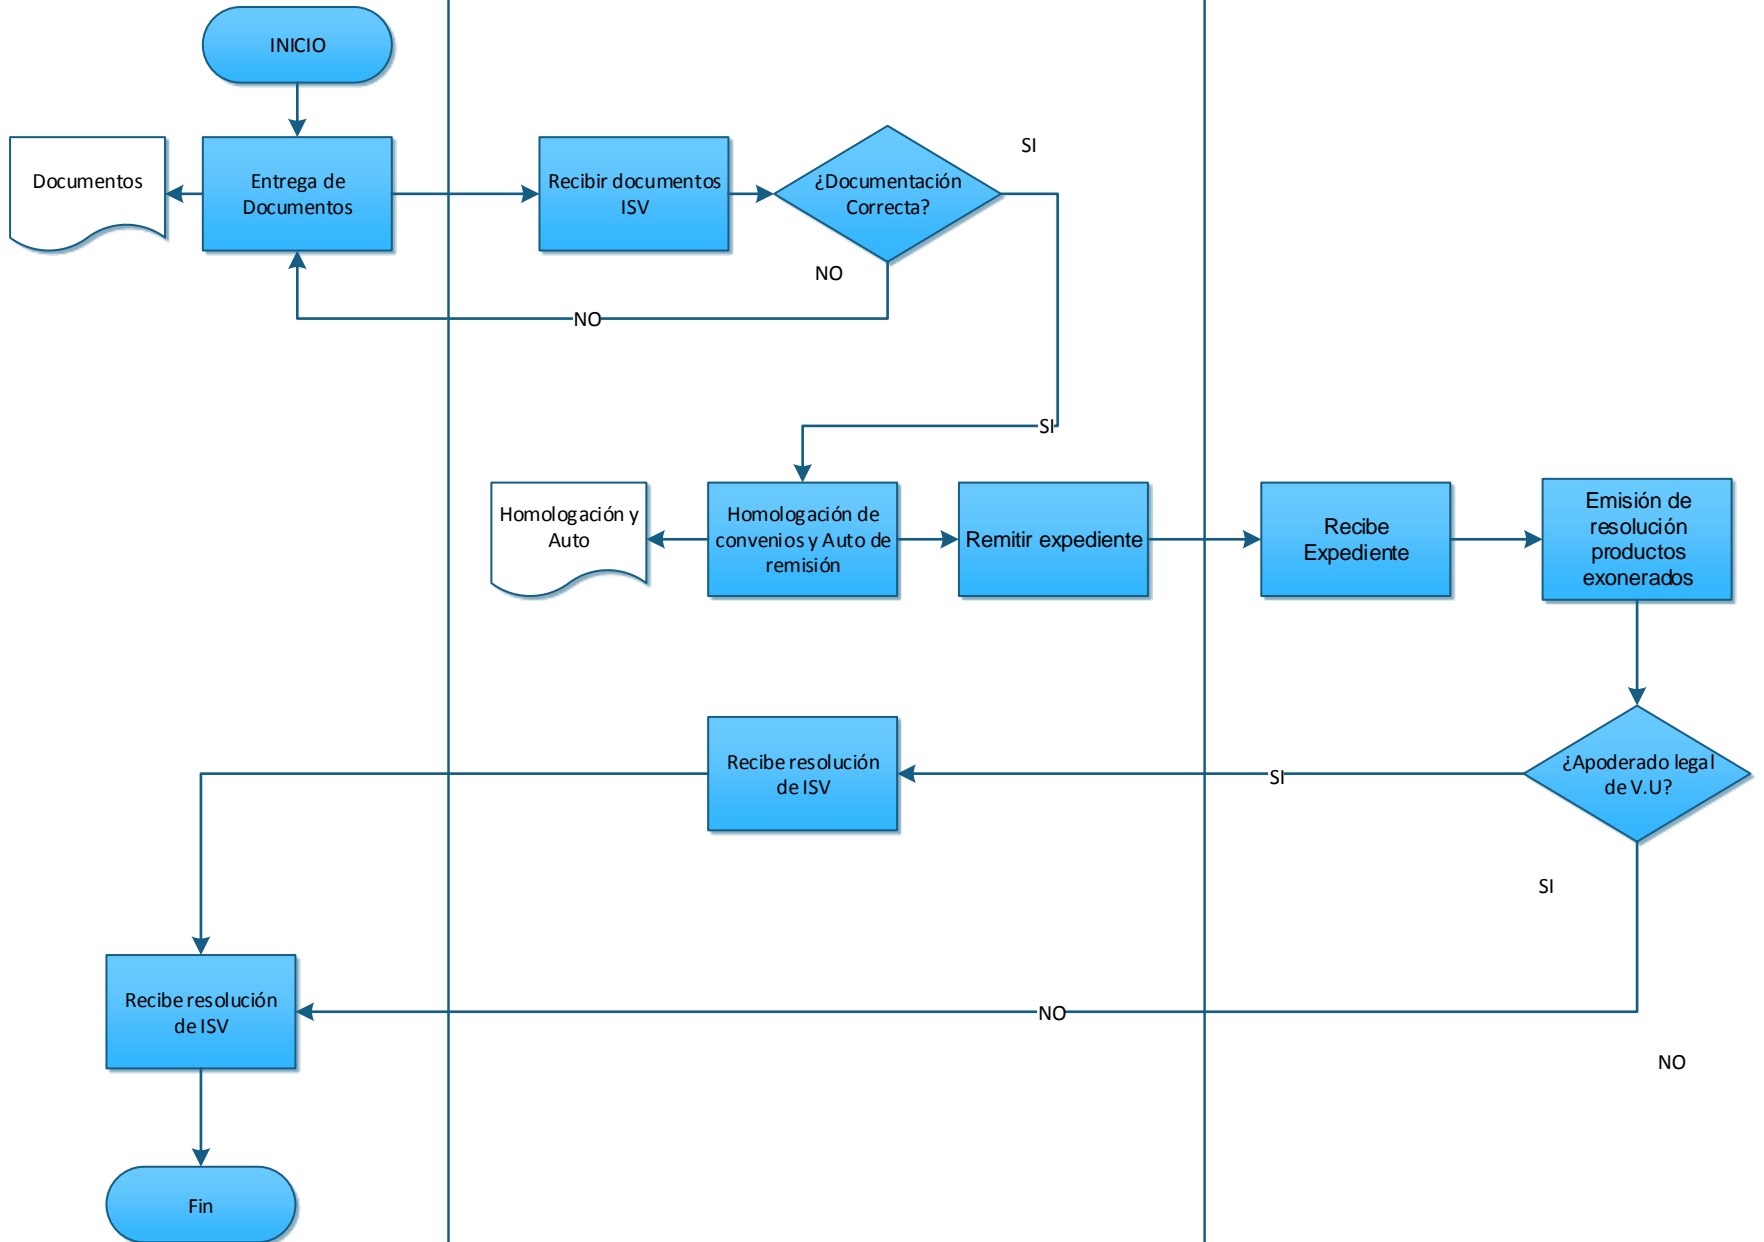 INICIO
Documentos
Entrega de
Documentos
Recibir documentos
ISV
¿Documentación
Correcta?
SI
NO
NO
SI
Homologación y
Auto
Homologación de
convenios y Auto de
remisión
Remitir expediente
Recibe
Expediente
Emisión de
resolución
productos
exonerados
Recibe resolución
de ISV
SI
¿Apoderado legal
de V.U?
SI
Recibe resolución
de ISV
NO
NO
Fin